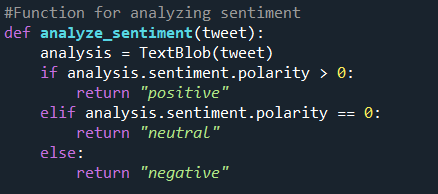 #Function for analyzing sentiment
def analyze_sentiment(tweet):
    analysis = TextBlob(tweet)
    if analysis.sentiment.polarity > 0:
        return "positive"
    elif analysis.sentiment.polarity == 0:
        return "neutral"
    else:
        return "negative"